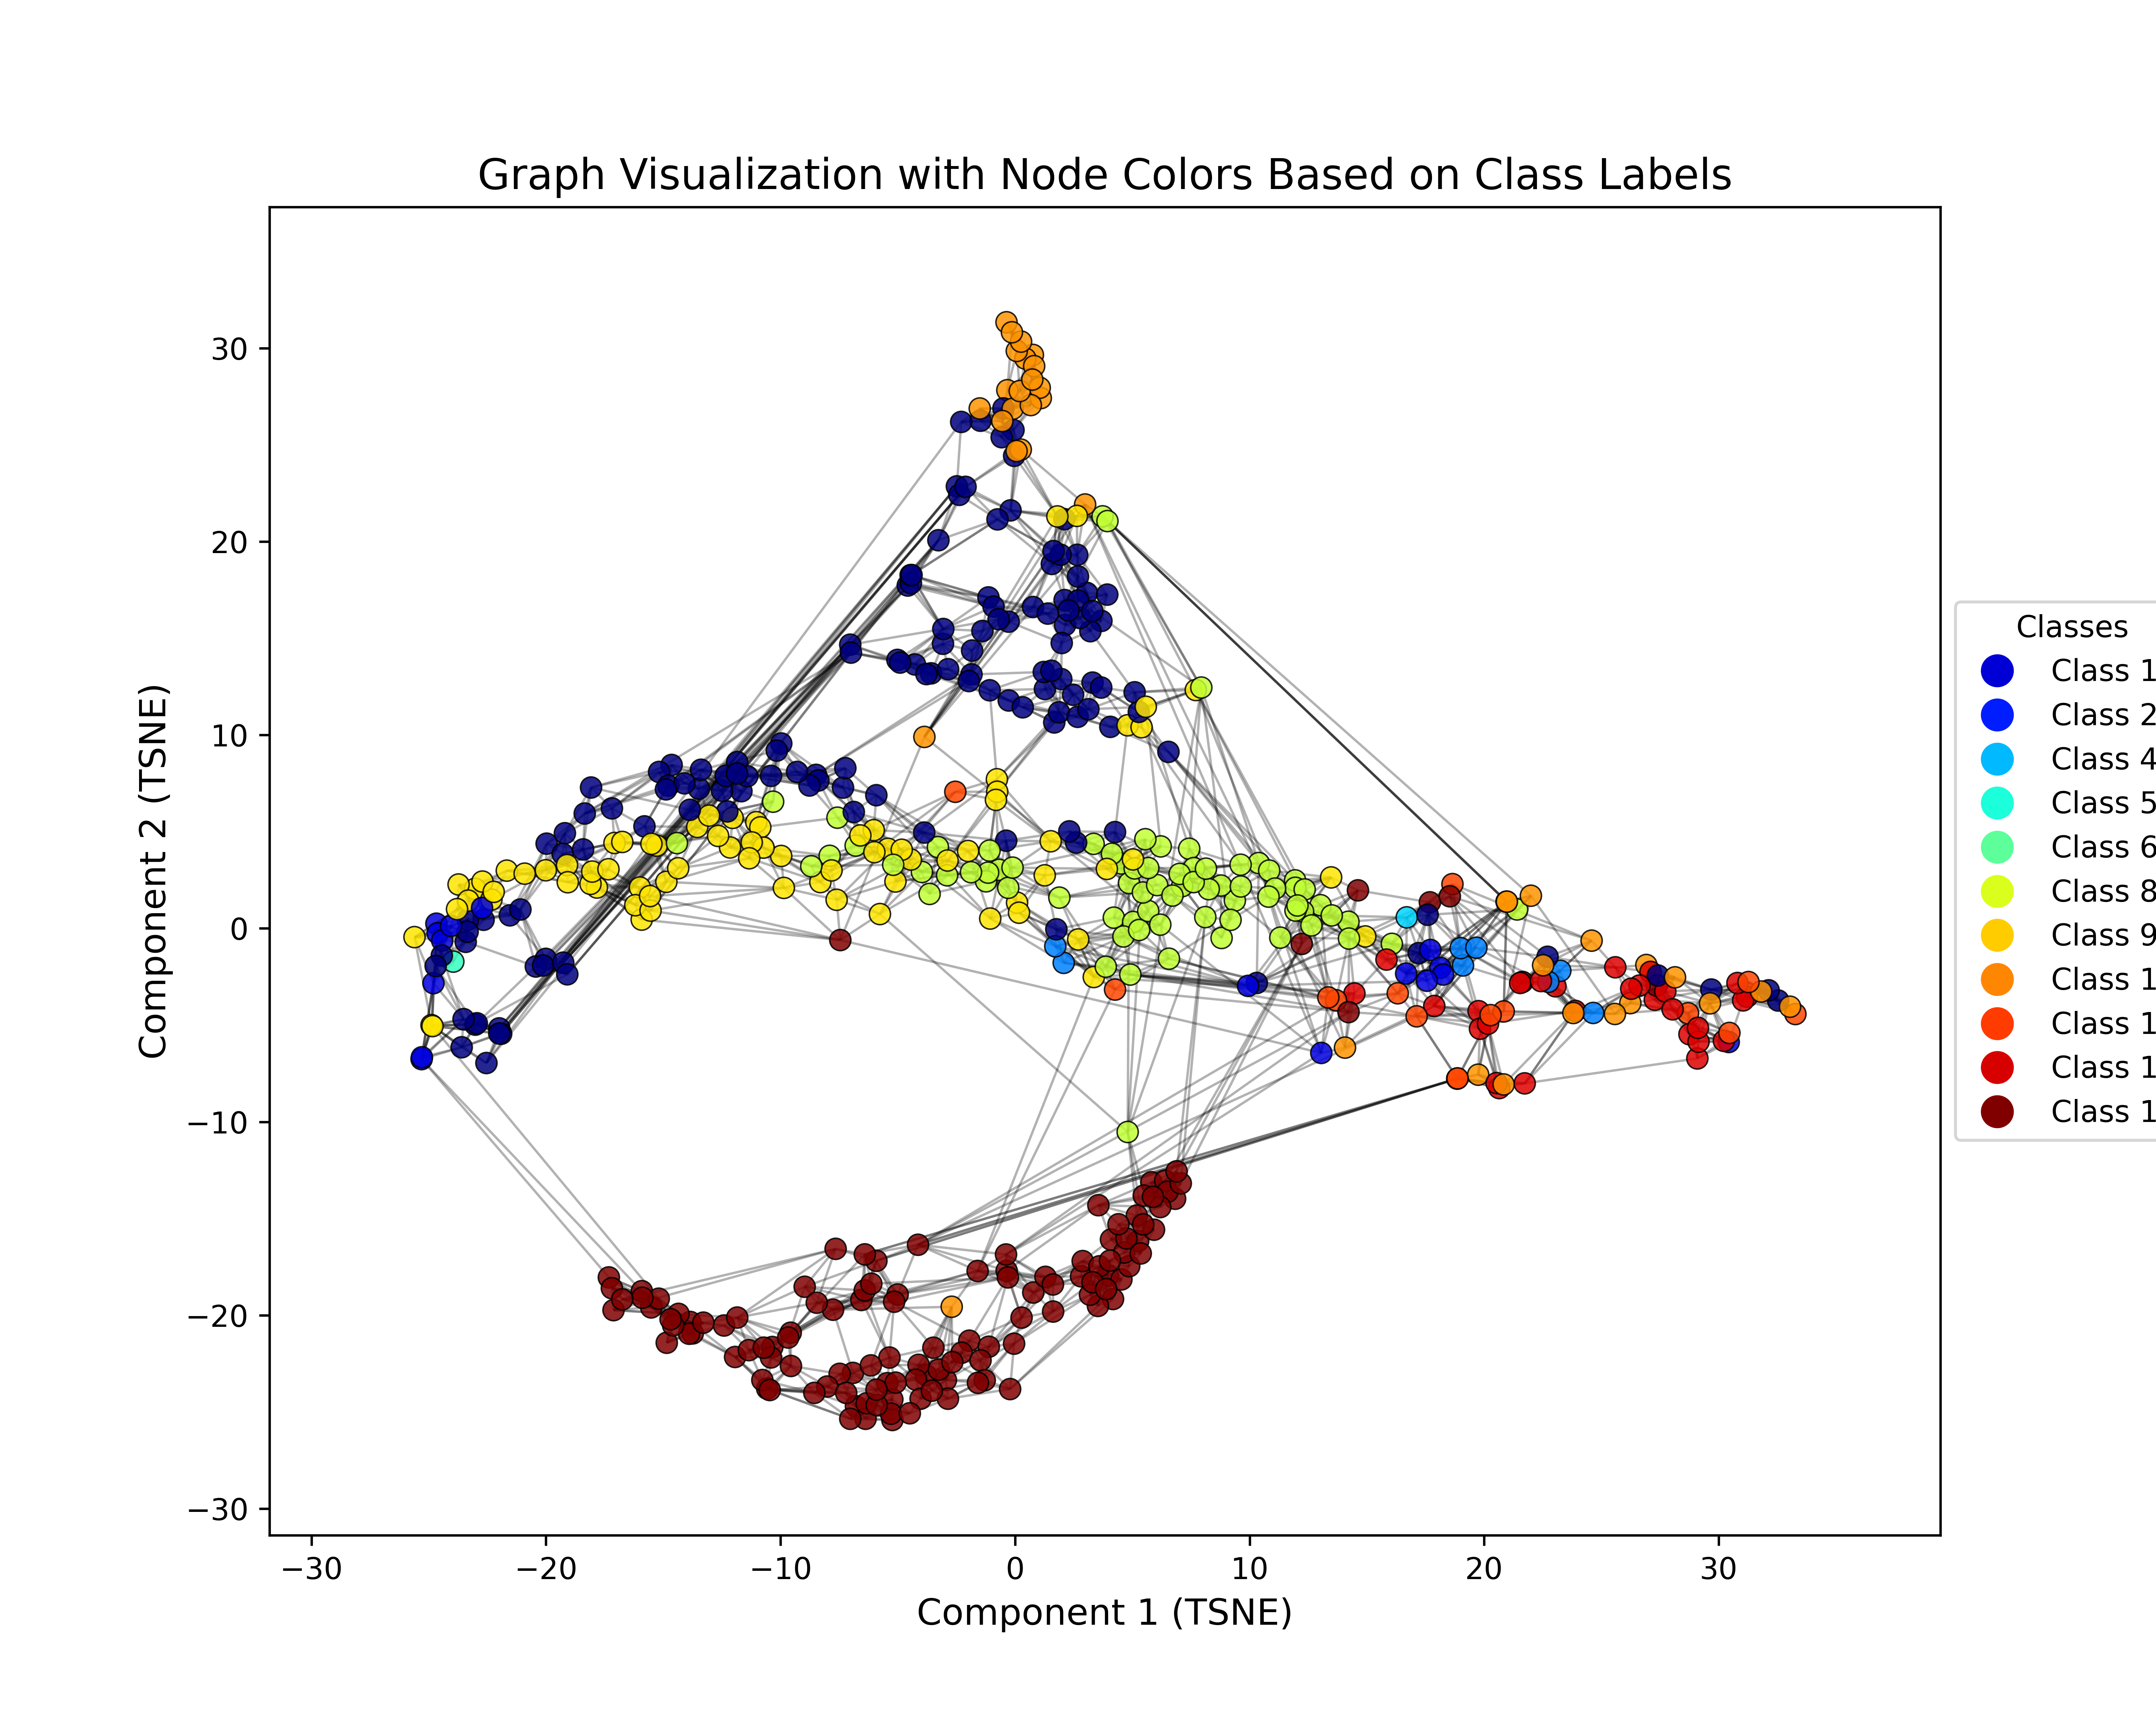 Graph Visualization with Node Colors Based on Class Labels
Component 2 (TSNE)
30
20
10
0
−10
−20
−30
−30
−20
−10
0
10
20
30
Component 1 (TSNE)
Classes
Class 1
Class 2
Class 4
Class 5
Class 6
Class 8
Class 9
Class 1
Class 1
Class 1
Class 1